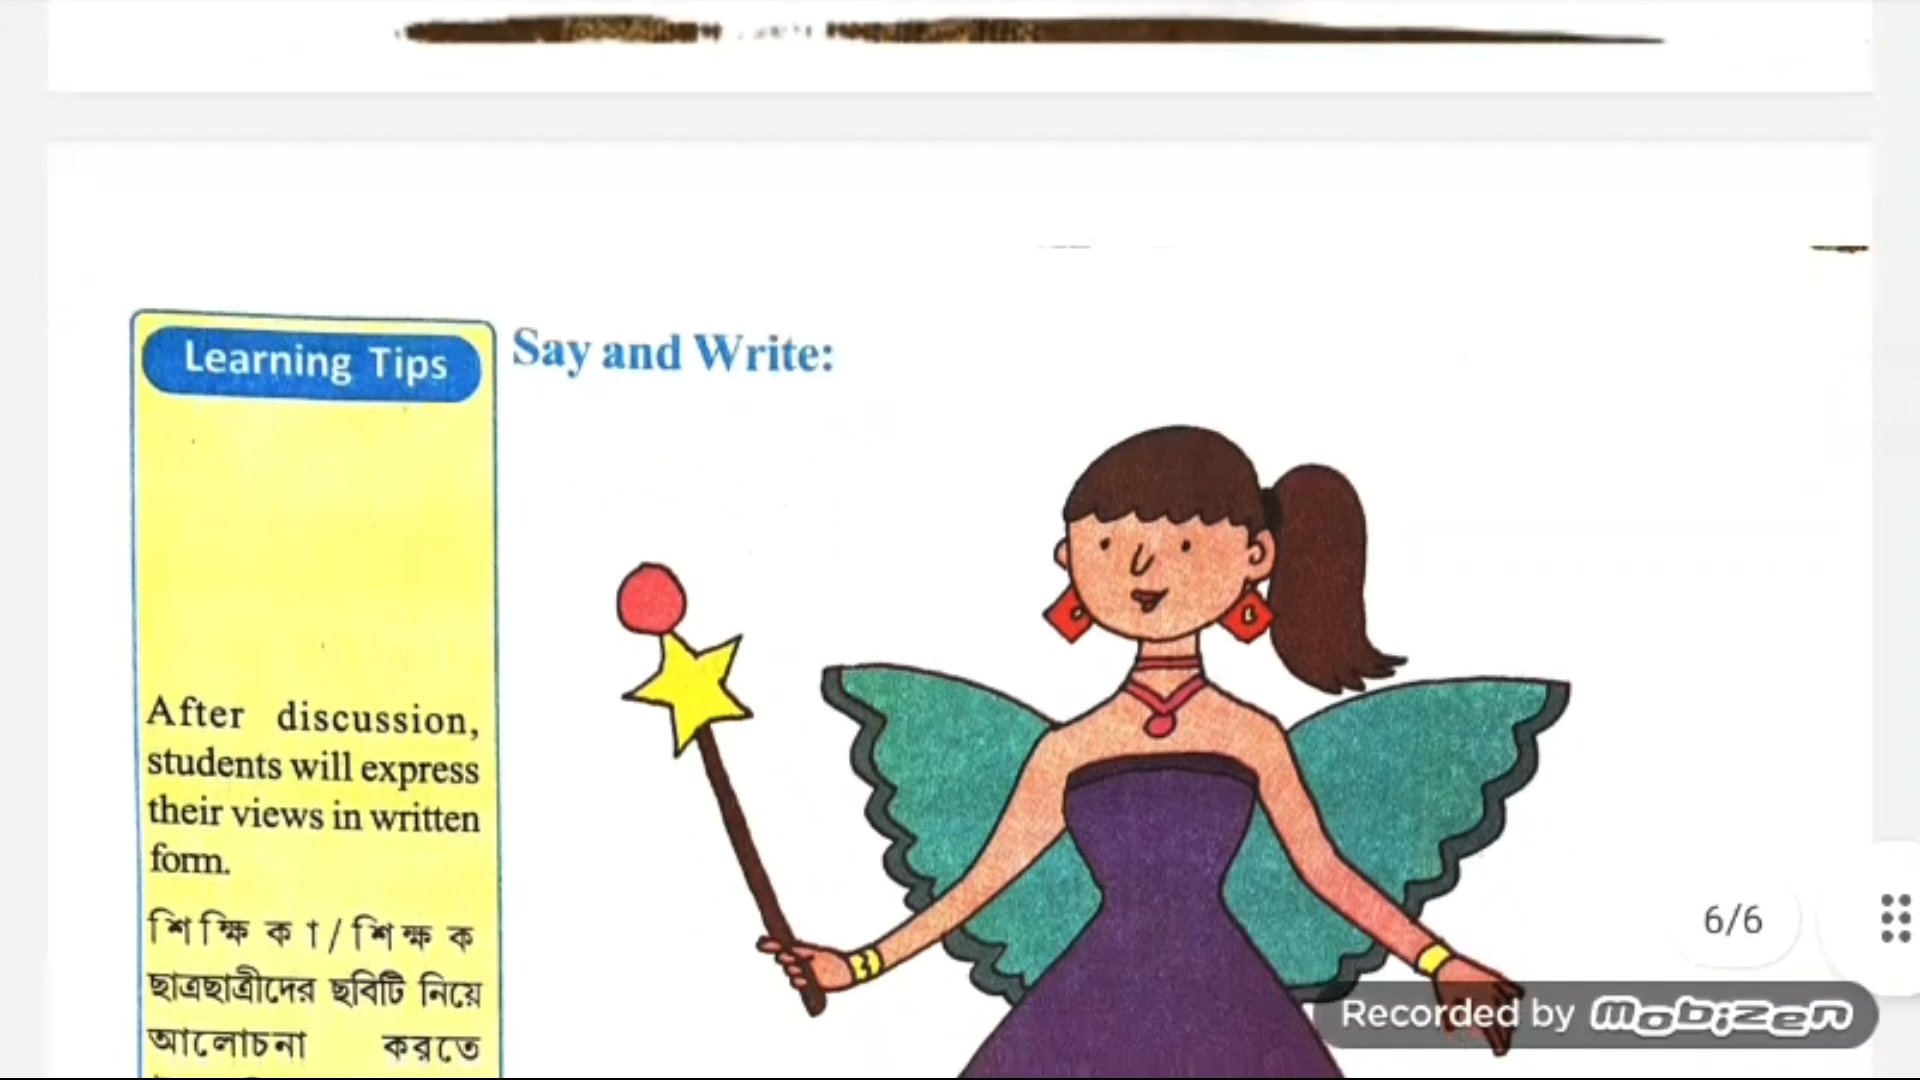 Learning Tips
Say and Write:
After discussion,
students will express
their views in written
form.
শিক্ষিকা/শিক্ষক
ছাত্রছাত্রীদের ছবিটি নিয়ে
আলোচনা করতে
6/6
Recorded by mobizen